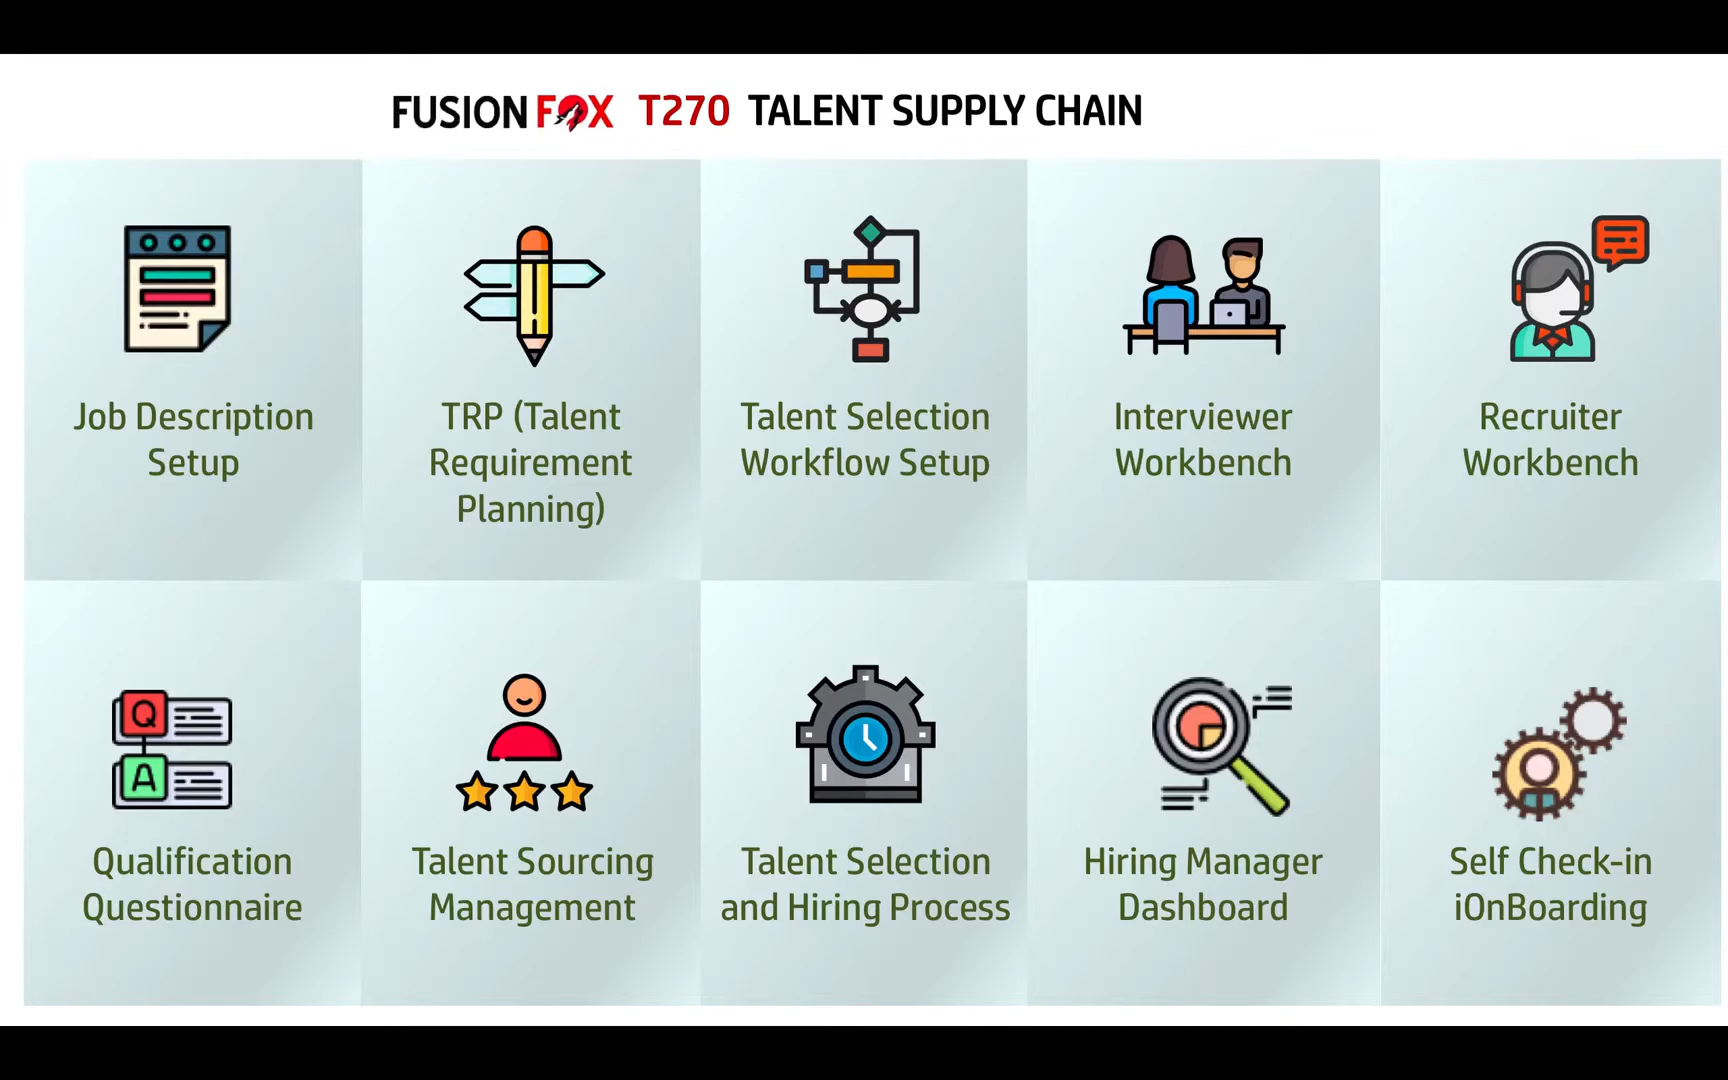 FUSION FOX T270 TALENT SUPPLY CHAIN
Job Description
Setup
TRP (Talent
Requirement
Planning)
Talent Selection
Workflow Setup
Interviewer
Workbench
Recruiter
Workbench
Q
A
Qualification
Questionnaire
Talent Sourcing
Management
Talent Selection
and Hiring Process
Hiring Manager
Dashboard
Self Check-in
iOnBoarding